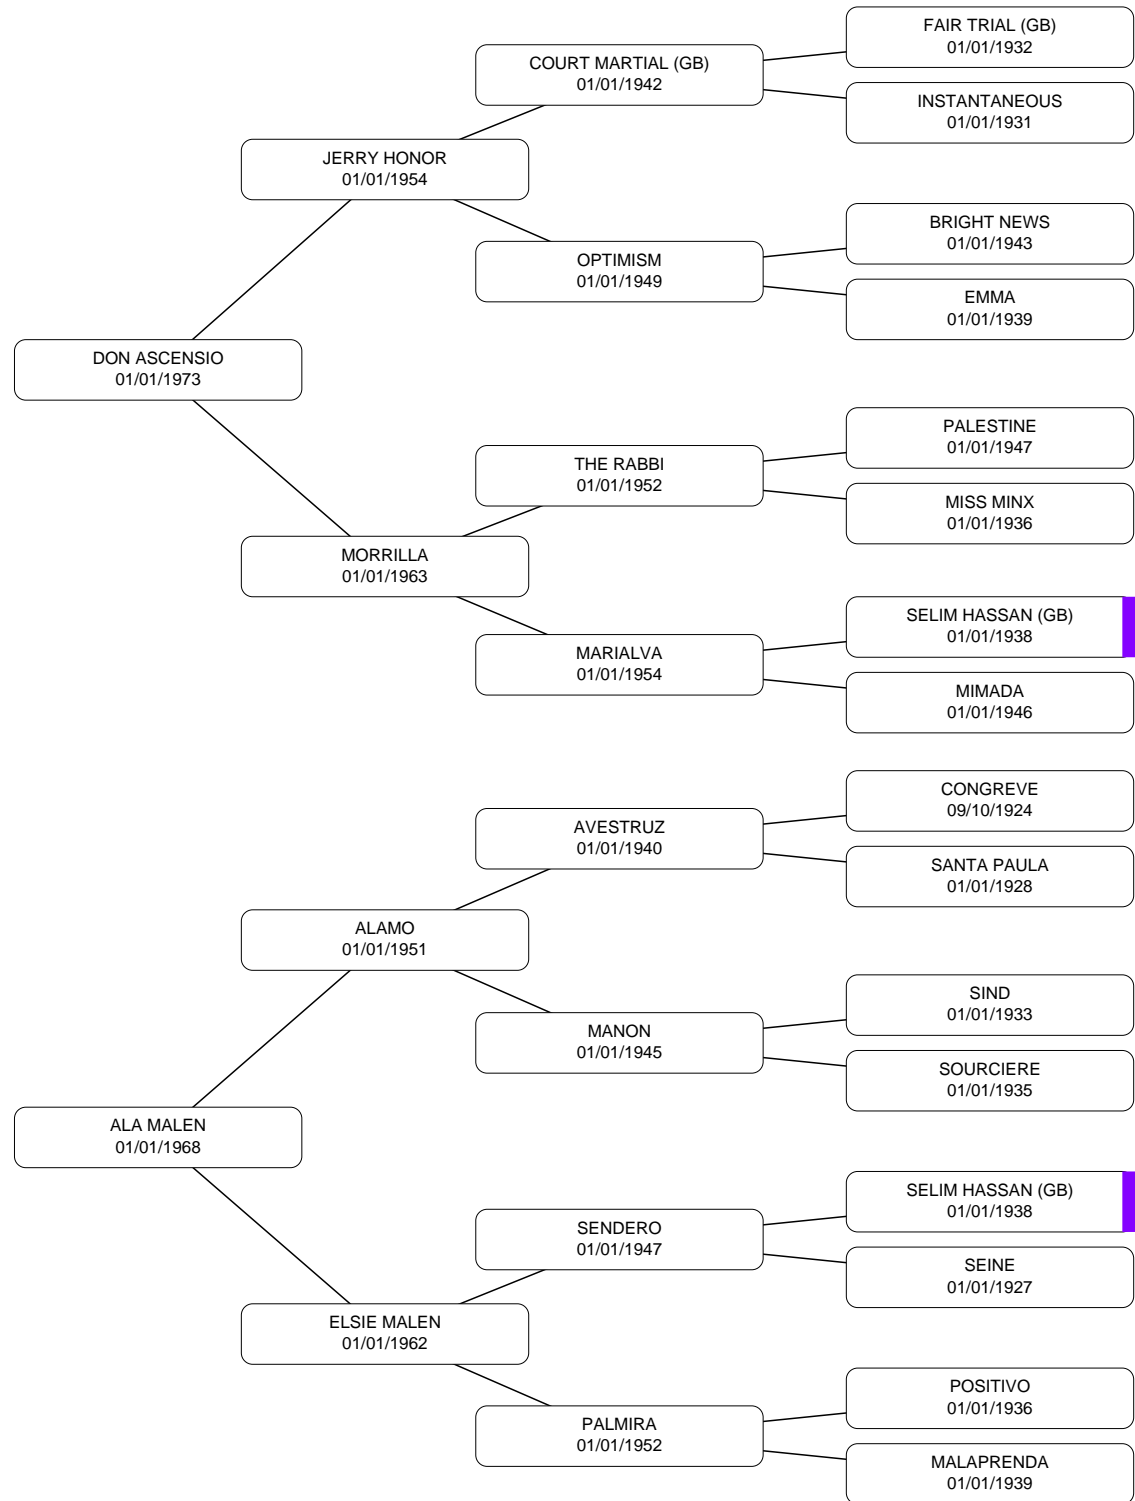 FAIR TRIAL (GB)
01/01/1932
COURT MARTIAL (GB)
01/01/1942
INSTANTANEOUS
01/01/1931
JERRY HONOR
01/01/1954
BRIGHT NEWS
01/01/1943
OPTIMISM
01/01/1949
EMMA
01/01/1939
DON ASCENSIO
01/01/1973
PALESTINE
01/01/1947
THE RABBI
01/01/1952
MISS MINX
01/01/1936
MORRILLA
01/01/1963
SELIM HASSAN (GB)
01/01/1938
MARIALVA
01/01/1954
MIMADA
01/01/1946
CONGREVE
09/10/1924
AVESTRUZ
01/01/1940
SANTA PAULA
01/01/1928
ALAMO
01/01/1951
SIND
01/01/1933
MANON
01/01/1945
SOURCIERE
01/01/1935
ALA MALEN
01/01/1968
SELIM HASSAN (GB)
01/01/1938
SENDERO
01/01/1947
SEINE
01/01/1927
ELSIE MALEN
01/01/1962
POSITIVO
01/01/1936
PALMIRA
01/01/1952
MALAPRENDA
01/01/1939